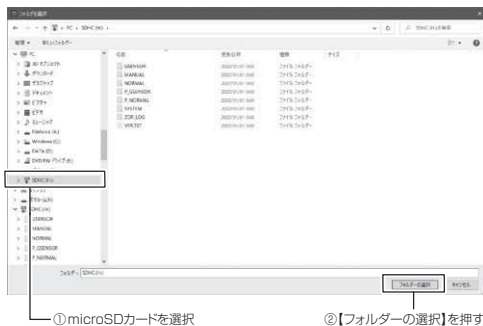 フォルダーの選択
PC › SDHC (H:) ›
SDHC (H:)の検索
整理 ▾ 新しいフォルダー
PC
3D オブジェクト
ダウンロード
デスクトップ
ドキュメント
ピクチャ
ビデオ
ミュージック
Windows (C:)
DATA (D:)
SDHC (H:)
SDHC (H:)
GSENSOR
MANUAL
NORMAL
P_GSENSOR
P_NORMAL
名前 更新日時 種類 サイズ
GSENSOR ファイル フォルダー
MANUAL ファイル フォルダー
NORMAL ファイル フォルダー
P_GSENSOR ファイル フォルダー
P_NORMAL ファイル フォルダー
SYSTEM ファイル フォルダー
ZDR_LOG ファイル フォルダー
VER.TXT
フォルダー: SDHC (H:)
フォルダーの選択 キャンセル
①microSDカードを選択
②【フォルダーの選択】を押す